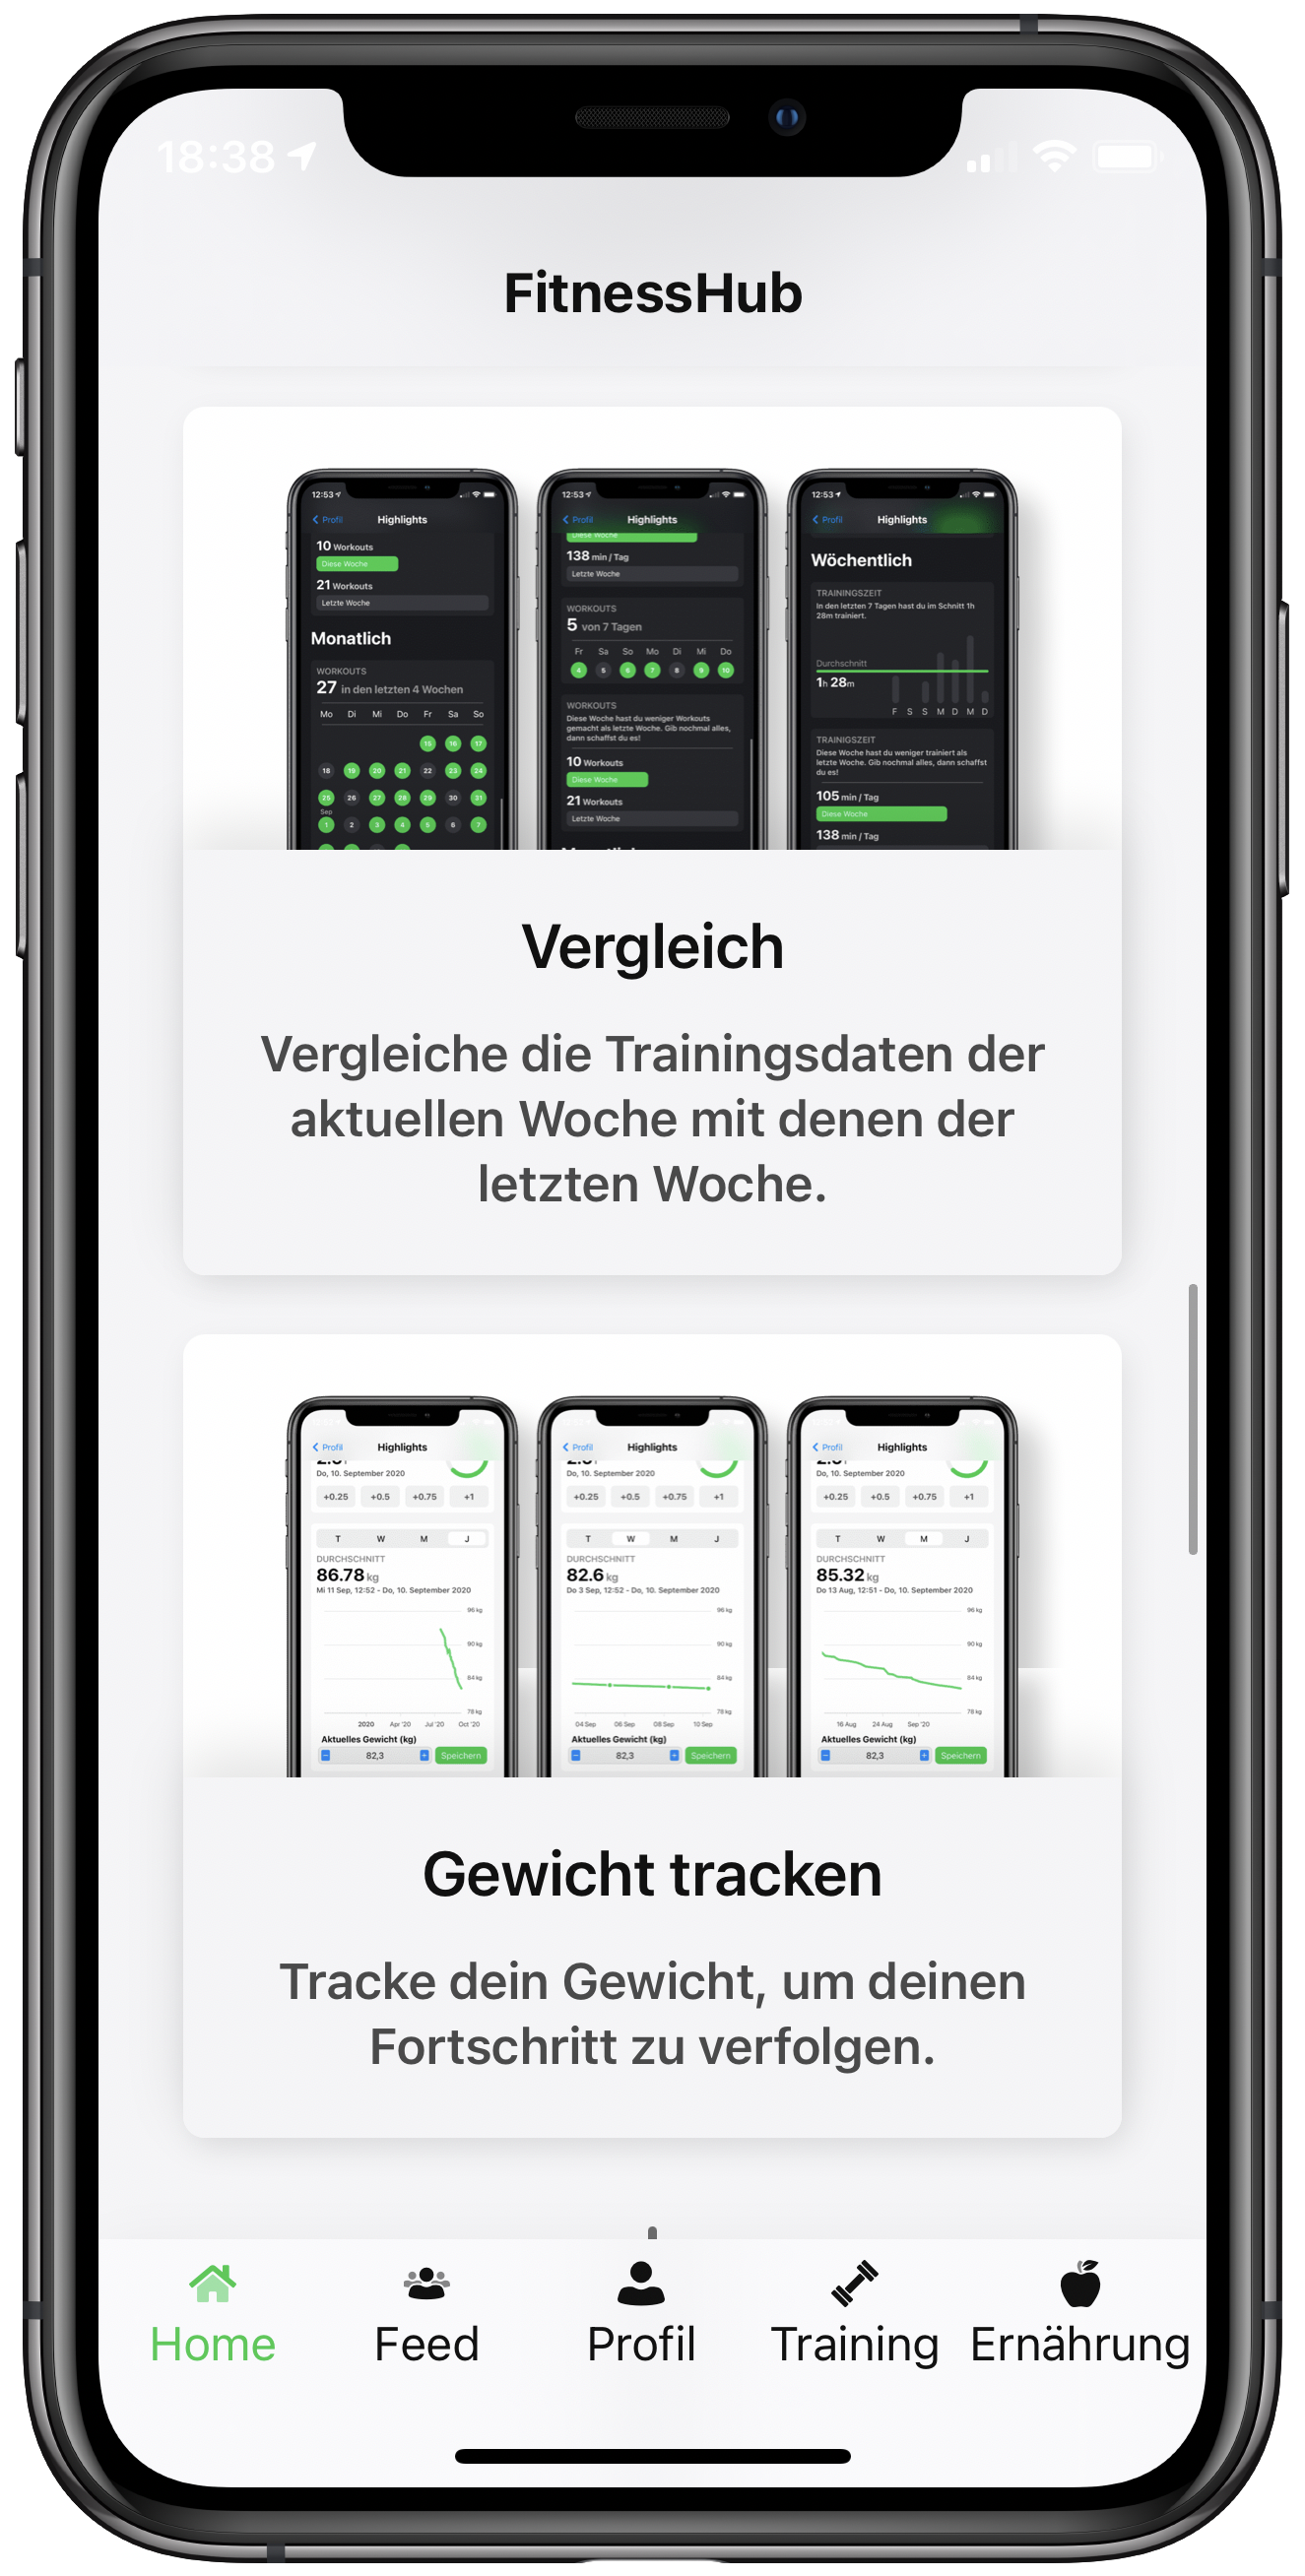 18:38
FitnessHub
12:53
Profil
Highlights
10 Workouts
Diese Woche
21 Workouts
Letzte Woche
Monatlich
WORKOUTS
27 in den letzten 4 Wochen
Mo Di Mi Do Fr Sa So
15 16 17
18 19 20 21 22 23 24
25 26 27 28 29 30 31
Sep
1 2 3 4 5 6 7
12:53
Profil
Highlights
Diese Woche
138 min / Tag
Letzte Woche
WORKOUTS
5 von 7 Tagen
Fr Sa So Mo Di Mi Do
4 5 6 7 8 9 10
WORKOUTS
Diese Woche hast du weniger Workouts
gemacht als letzte Woche. Gib nochmal alles,
dann schaffst du es!
10 Workouts
Diese Woche
21 Workouts
Letzte Woche
12:53
Profil
Highlights
Wöchentlich
TRAININGSZEIT
In den letzten 7 Tagen hast du im Schnitt 1h
28m trainiert.
Durchschnitt
1h 28m
F S S M D M D
TRAINIGSZEIT
Diese Woche hast du weniger trainiert als
letzte Woche. Gib nochmal alles, dann schaffst
du es!
105 min / Tag
Diese Woche
138 min / Tag
Vergleich
Vergleiche die Trainingsdaten der
aktuellen Woche mit denen der
letzten Woche.
Profil
Highlights
Do, 10. September 2020
+0.25 +0.5 +0.75 +1
T W M J
DURCHSCHNITT
86.78 kg
Mi 11 Sep, 12:52 - Do, 10. September 2020
96 kg
90 kg
84 kg
78 kg
2020 Apr '20 Jul '20 Oct '20
Aktuelles Gewicht (kg)
82,3
Speichern
Profil
Highlights
Do, 10. September 2020
+0.25 +0.5 +0.75 +1
T W M J
DURCHSCHNITT
82.6 kg
Do 3 Sep, 12:52 - Do, 10. September 2020
96 kg
90 kg
84 kg
78 kg
04 Sep 06 Sep 08 Sep 10 Sep
Aktuelles Gewicht (kg)
82,3
Speichern
Profil
Highlights
Do, 10. September 2020
+0.25 +0.5 +0.75 +1
T W M J
DURCHSCHNITT
85.32 kg
Do 13 Aug, 12:51 - Do, 10. September 2020
96 kg
90 kg
84 kg
78 kg
16 Aug 24 Aug Sep '20
Aktuelles Gewicht (kg)
82,3
Speichern
Gewicht tracken
Tracke dein Gewicht, um deinen
Fortschritt zu verfolgen.
Home
Feed
Profil
Training
Ernährung